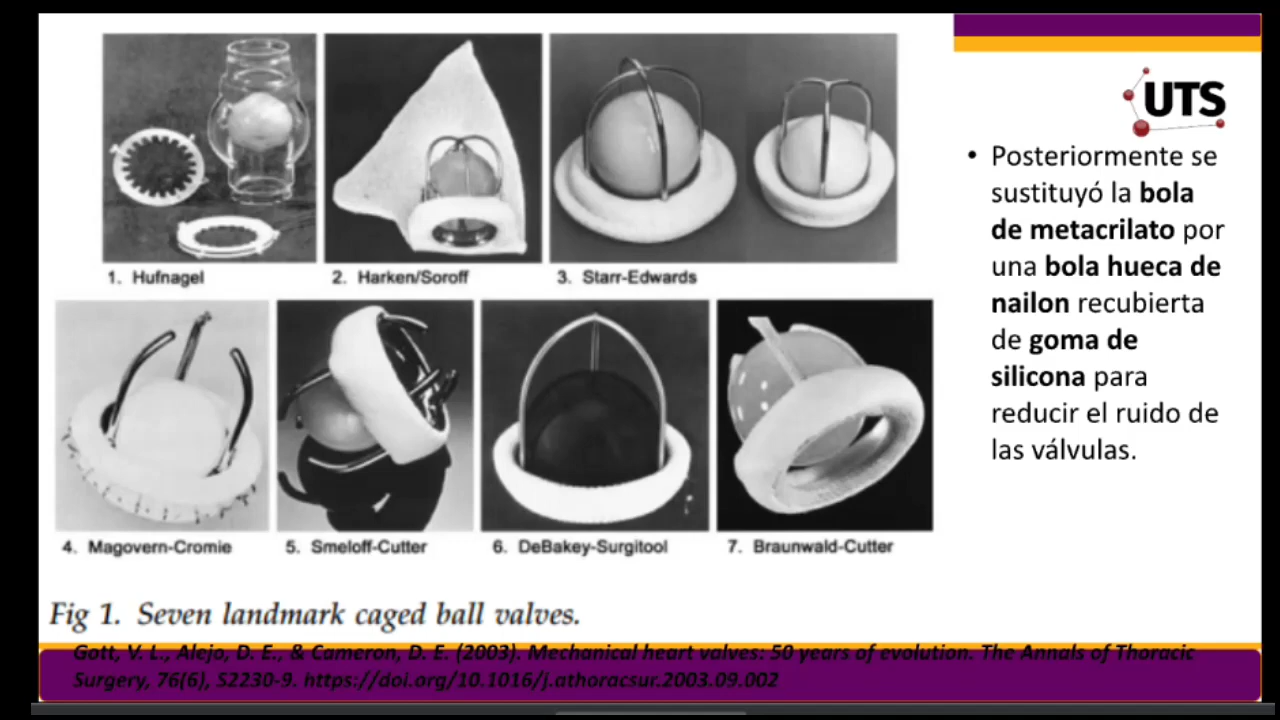 1. Hufnagel
2. Harken/Soroff
3. Starr-Edwards
4. Magovern-Cromie
5. Smeloff-Cutter
6. DeBakey-Surgitool
7. Braunwald-Cutter
Fig 1. Seven landmark caged ball valves.
UTS
• Posteriormente se
sustituyó la bola
de metacrilato por
una bola hueca de
nailon recubierta
de goma de
silicona para
reducir el ruido de
las válvulas.
Gott, V. L., Alejo, D. E., & Cameron, D. E. (2003). Mechanical heart valves: 50 years of evolution. The Annals of Thoracic
Surgery, 76(6), S2230-9. https://doi.org/10.1016/j.athoracsur.2003.09.002